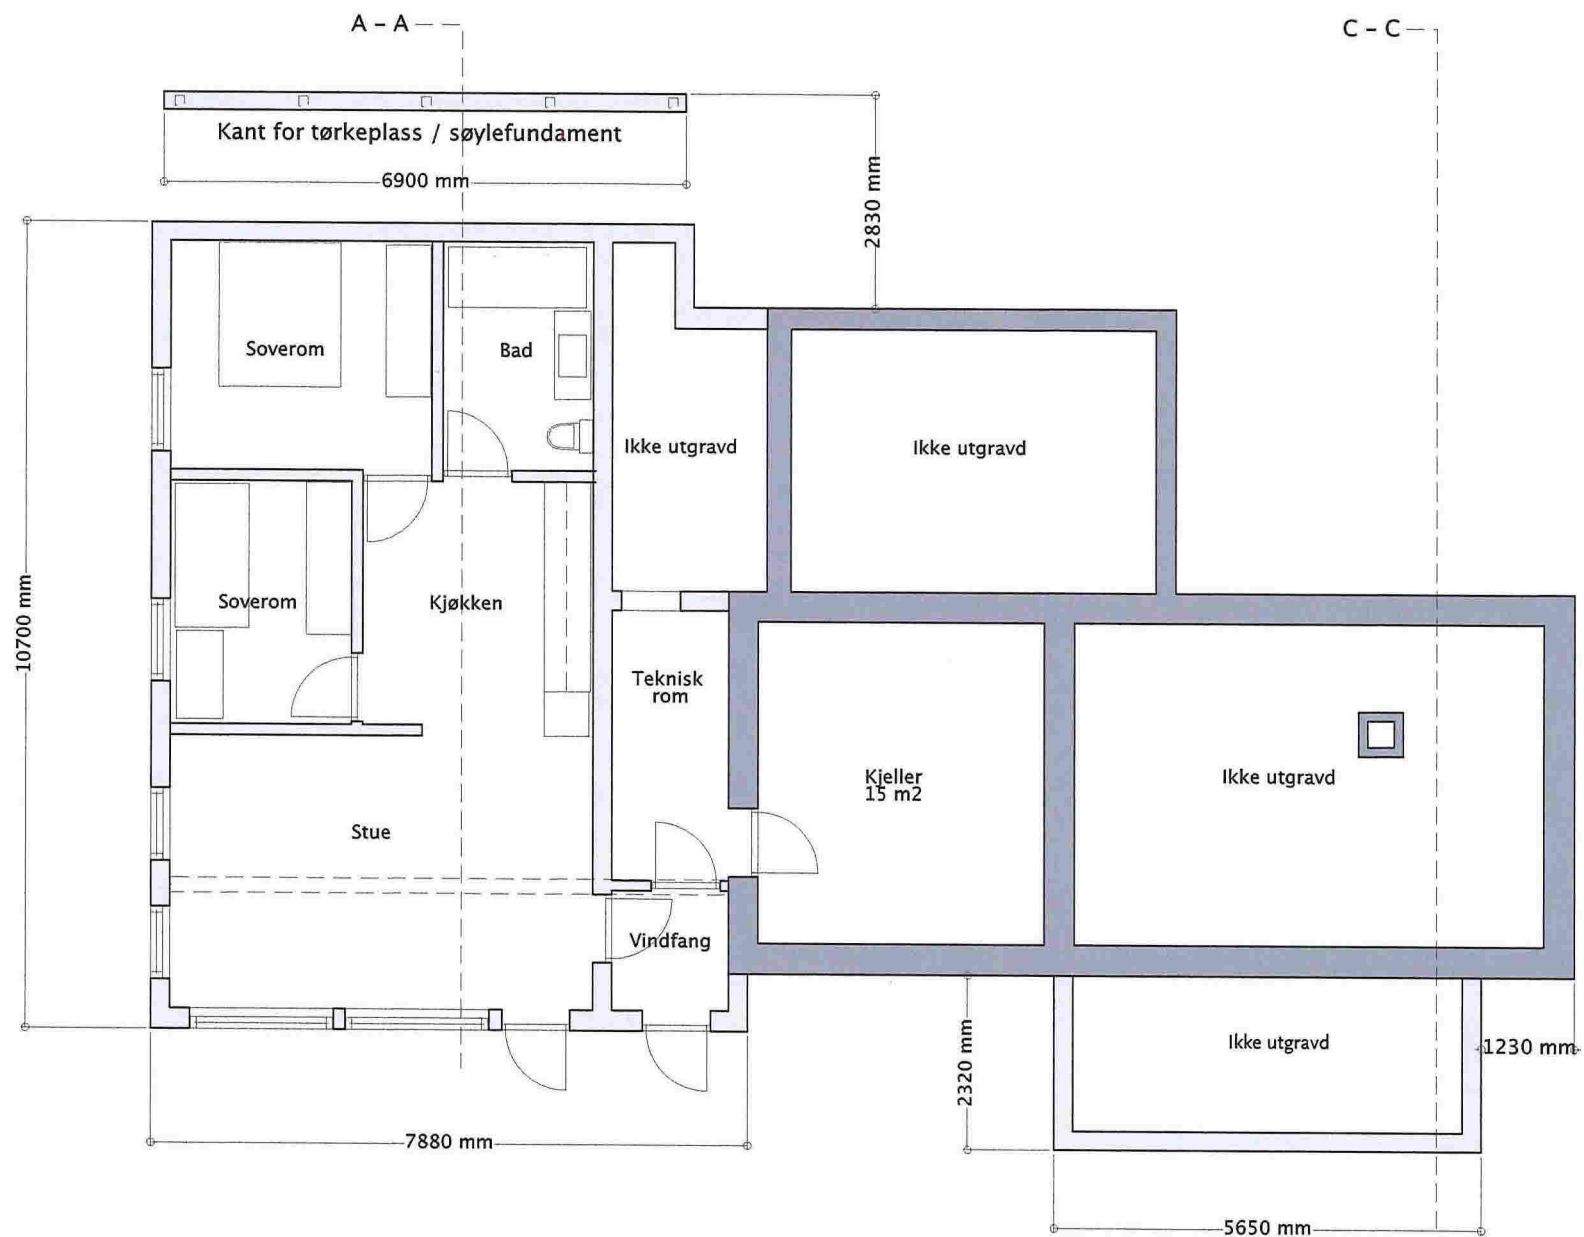 A – A
C – C
Kant for tørkeplass / søylefundament
6900 mm
2830 mm
10700 mm
Soverom
Bad
Ikke utgravd
Ikke utgravd
Soverom
Kjøkken
Teknisk
rom
Kjeller
15 m2
Ikke utgravd
Stue
Vindfang
2320 mm
Ikke utgravd
1230 mm
7880 mm
5650 mm